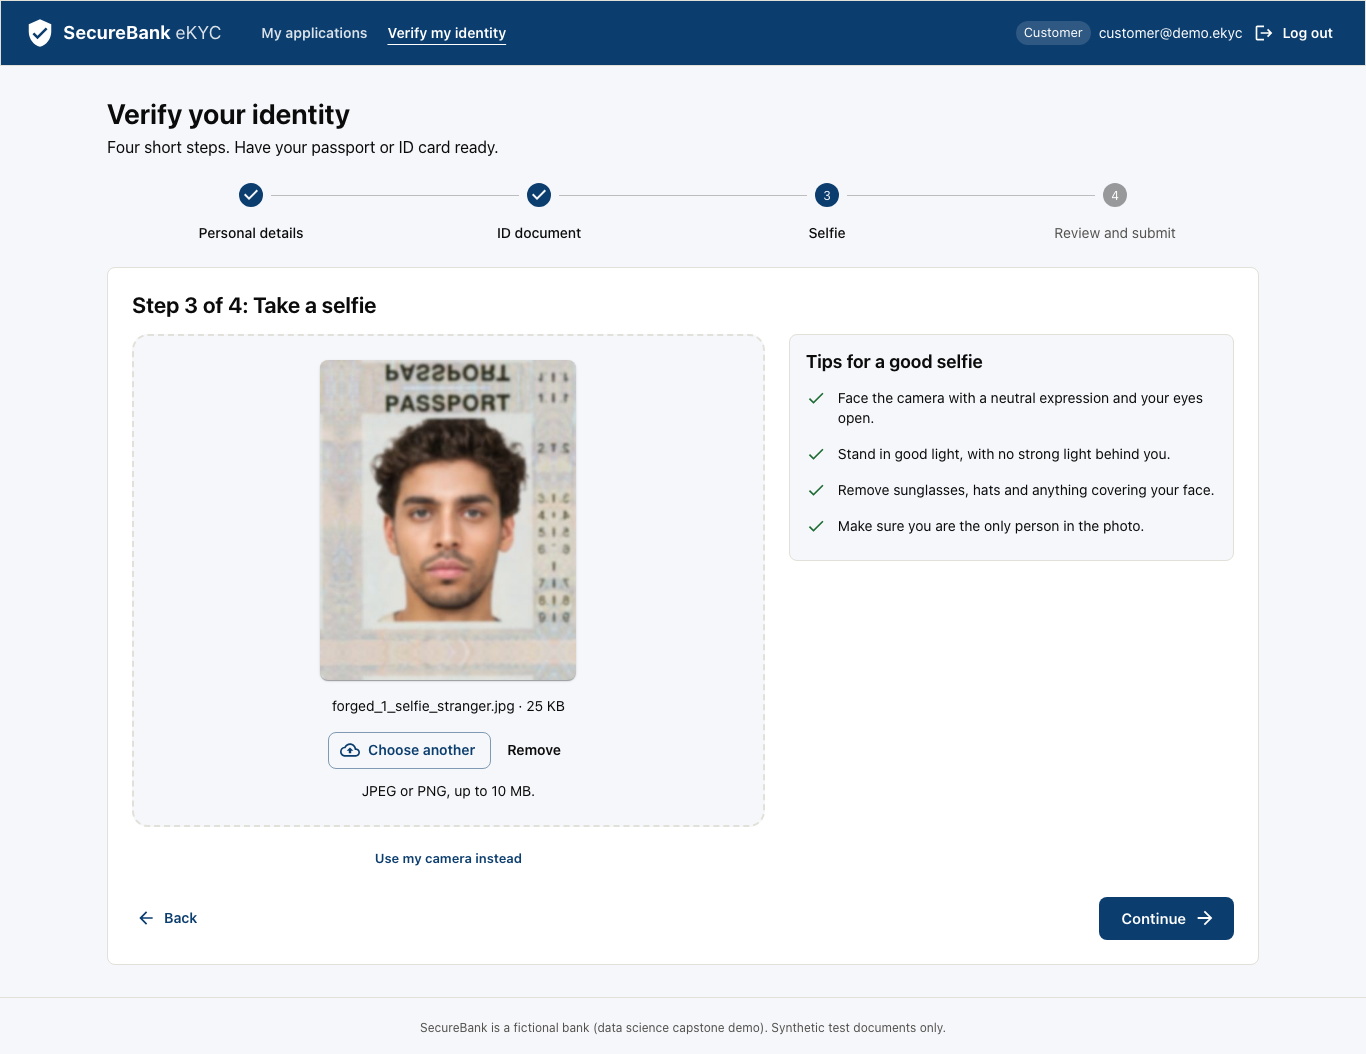 SecureBank eKYC
My applications
Verify my identity
Customer
customer@demo.ekyc
Log out
Verify your identity
Four short steps. Have your passport or ID card ready.
Personal details
ID document
3
Selfie
4
Review and submit
Step 3 of 4: Take a selfie
PASSPORT
PASSPORT
forged_1_selfie_stranger.jpg · 25 KB
Choose another
Remove
JPEG or PNG, up to 10 MB.
Use my camera instead
Tips for a good selfie
Face the camera with a neutral expression and your eyes
open.
Stand in good light, with no strong light behind you.
Remove sunglasses, hats and anything covering your face.
Make sure you are the only person in the photo.
Back
Continue
SecureBank is a fictional bank (data science capstone demo). Synthetic test documents only.